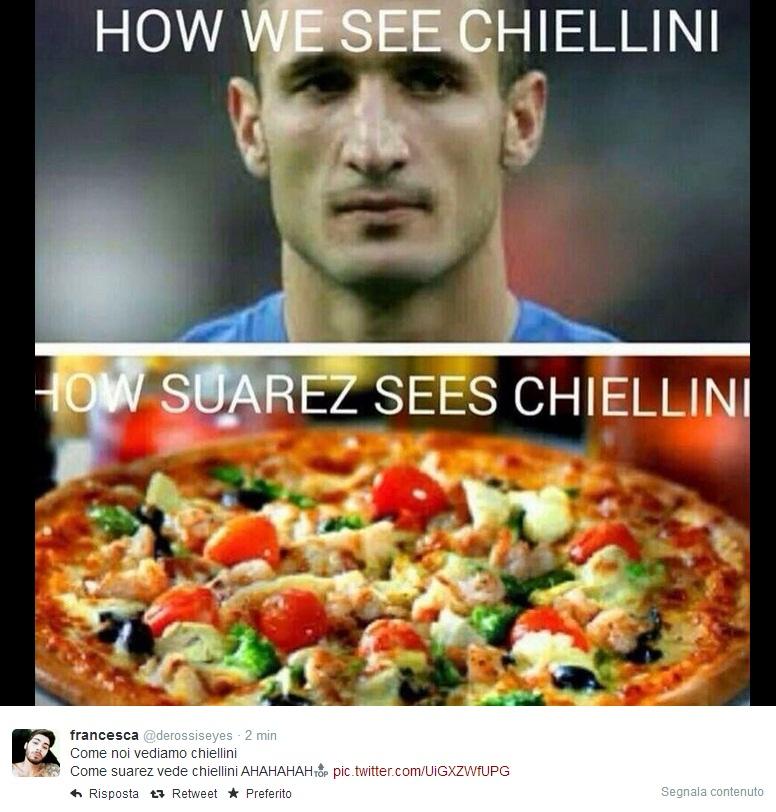 HOW WE SEE CHIELLINI
HOW SUAREZ SEES CHIELLINI
francesca @derossiseyes · 2 min
Come noi vediamo chiellini
Come suarez vede chiellini AHAHAHAH pic.twitter.com/UiGXZWfUPG
Risposta Retweet Preferito Segnala contenuto